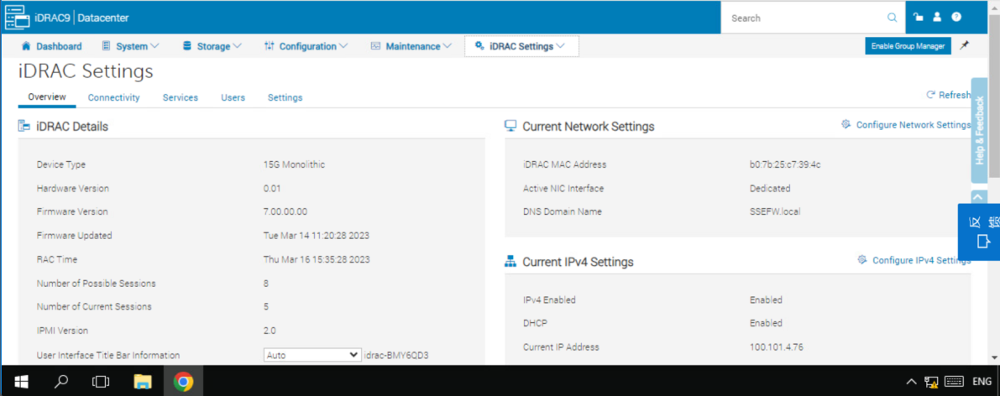 iDRAC9 | Datacenter
Search
Dashboard System Storage Configuration Maintenance iDRAC Settings Enable Group Manager
iDRAC Settings
Overview Connectivity Services Users Settings
Refresh
Help & Feedback
iDRAC Details
Device Type 15G Monolithic
Hardware Version 0.01
Firmware Version 7.00.00.00
Firmware Updated Tue Mar 14 11:20:28 2023
RAC Time Thu Mar 16 15:35:28 2023
Number of Possible Sessions 8
Number of Current Sessions 5
IPMI Version 2.0
User Interface Title Bar Information Auto idrac-BMY6QD3
Current Network Settings Configure Network Settings
iDRAC MAC Address b0:7b:25:c7:39:4c
Active NIC Interface Dedicated
DNS Domain Name SSEFW.local
Current IPv4 Settings Configure IPv4 Settings
IPv4 Enabled Enabled
DHCP Enabled
Current IP Address 100.101.4.76
ENG